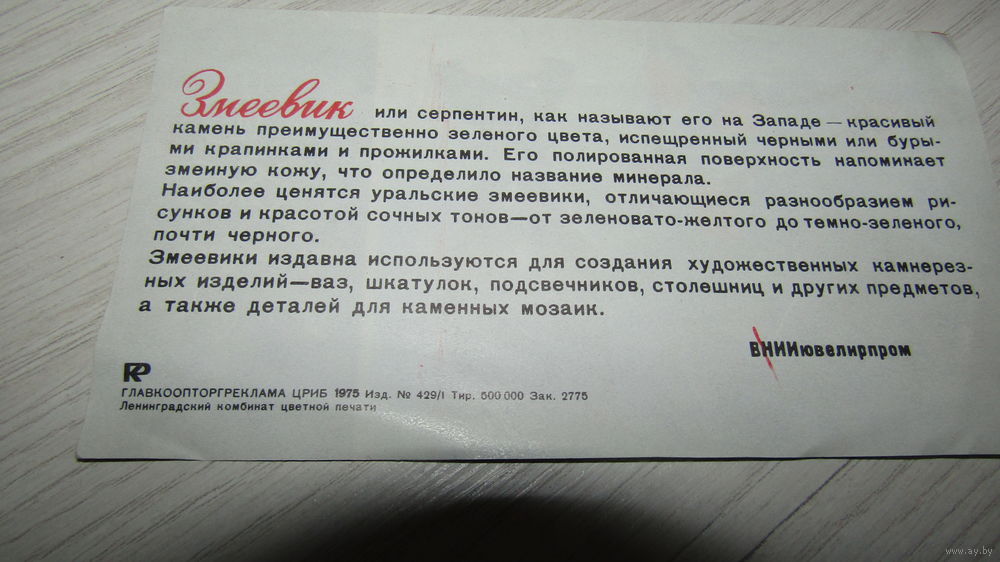 Змеевик или серпентин, как называют его на Западе — красивый
камень преимущественно зеленого цвета, испещренный черными или буры-
ми крапинками и прожилками. Его полированная поверхность напоминает
змеиную кожу, что определило название минерала.
Наиболее ценятся уральские змеевики, отличающиеся разнообразием ри-
сунков и красотой сочных тонов—от зеленовато-желтого до темно-зеленого,
почти черного.
Змеевики издавна используются для создания художественных камнерез-
ных изделий—ваз, шкатулок, подсвечников, столешниц и других предметов,
а также деталей для каменных мозаик.
ВНИИювелирпром
ГЛАВКООПТОРГРЕКЛАМА ЦРИБ 1975 Изд. № 429/1 Тир. 500 000 Зак. 2775
Ленинградский комбинат цветной печати
www.ay.by